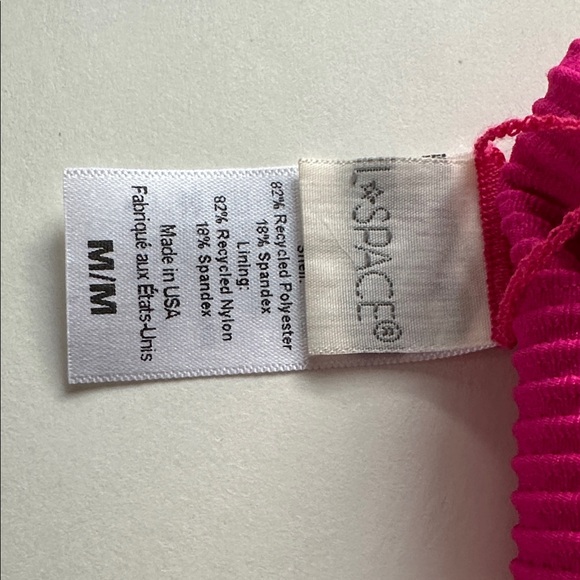 L★SPACE®
Shell:
82% Recycled Polyester
18% Spandex
Lining:
82% Recycled Nylon
18% Spandex
Made in USA
Fabriqué aux États-Unis
M/M